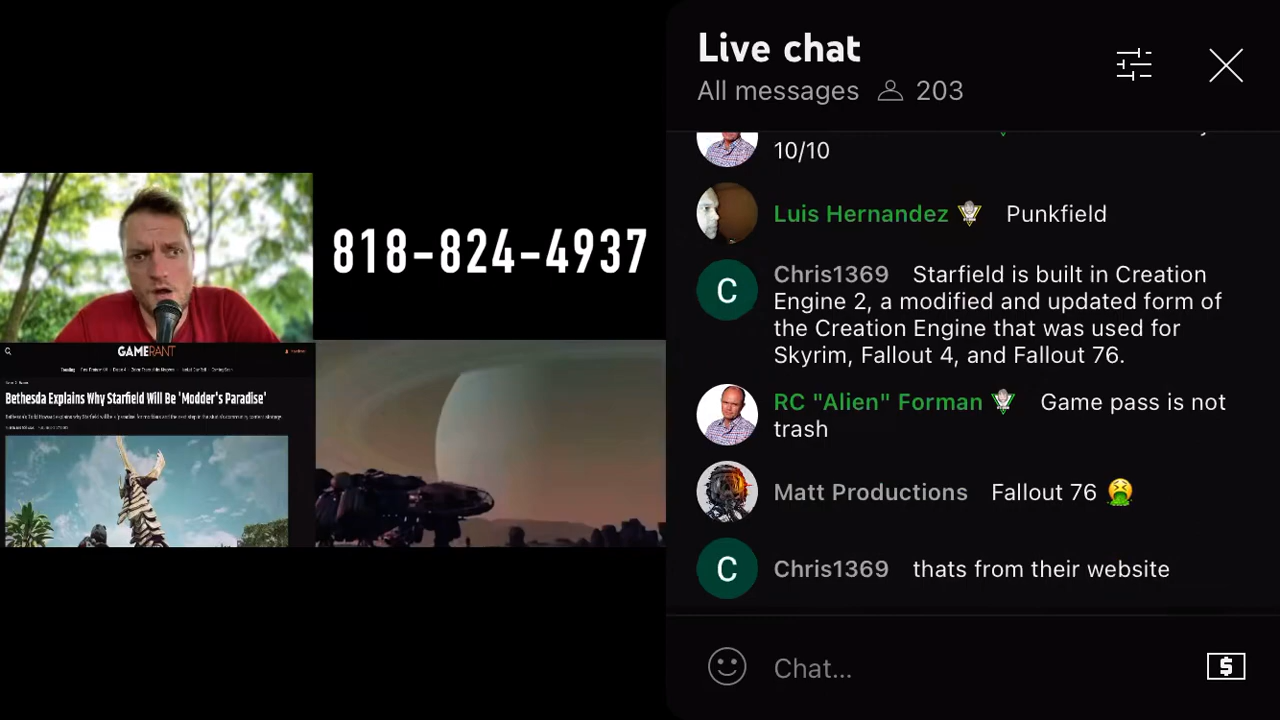 818-824-4937
GAMERANT
Bethesda Explains Why Starfield Will Be 'Modder's Paradise'
Live chat
All messages 203
10/10
Luis Hernandez Punkfield
Chris1369 Starfield is built in Creation
Engine 2, a modified and updated form of
the Creation Engine that was used for
Skyrim, Fallout 4, and Fallout 76.
RC "Alien" Forman Game pass is not
trash
Matt Productions Fallout 76 🤮
Chris1369 thats from their website
Chat...